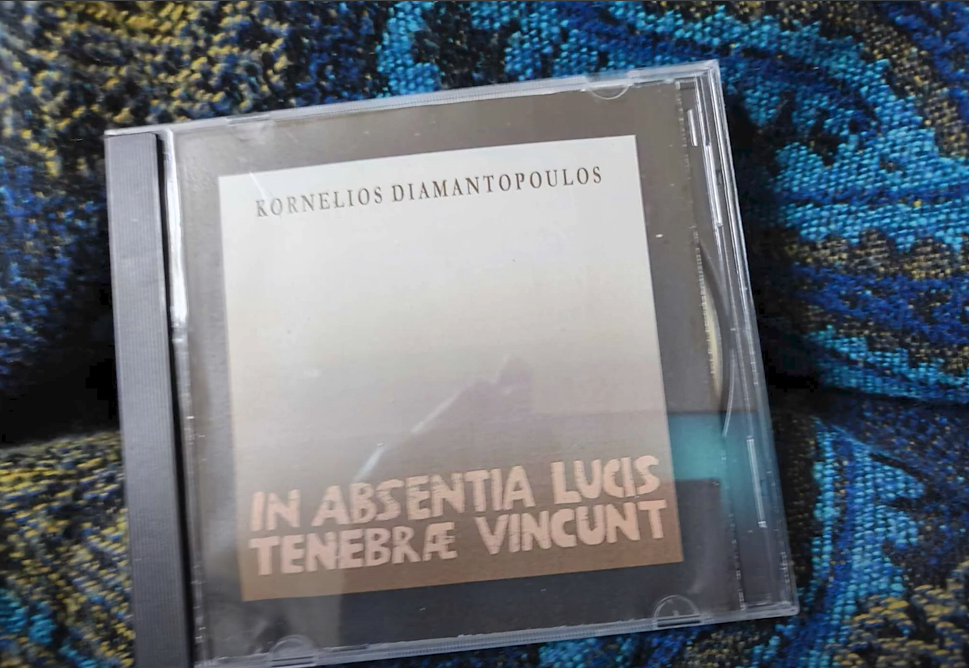 KORNELIOS DIAMANTOPOULOS
IN ABSENTIA LUCIS
TENEBRÆ VINCUNT